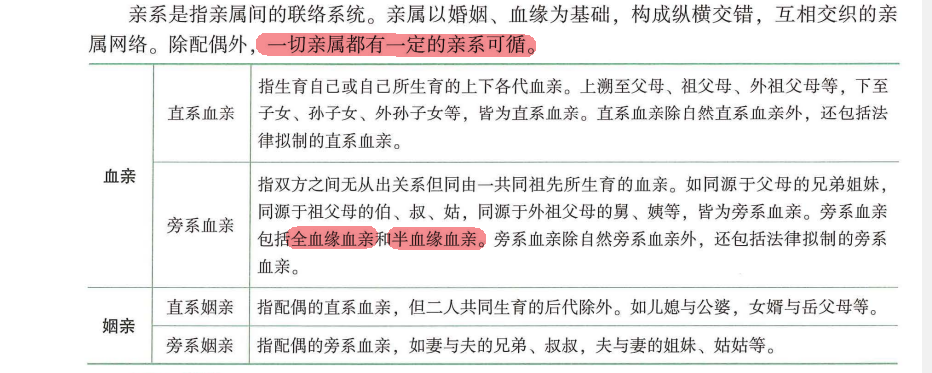 亲系是指亲属间的联络系统。亲属以婚姻、血缘为基础，构成纵横交错，互相交织的亲
属网络。除配偶外，一切亲属都有一定的亲系可循。
血亲
直系血亲
指生育自己或自己所生育的上下各代血亲。上溯至父母、祖父母、外祖父母等，下至
子女、孙子女、外孙子女等，皆为直系血亲。直系血亲除自然直系血亲外，还包括法
律拟制的直系血亲。
旁系血亲
指双方之间无从出关系但同由一共同祖先所生育的血亲。如同源于父母的兄弟姐妹，
同源于祖父母的伯、叔、姑，同源于外祖父母的舅、姨等，皆为旁系血亲。旁系血亲
包括全血缘血亲和半血缘血亲。旁系血亲除自然旁系血亲外，还包括法律拟制的旁系
血亲。
姻亲
直系姻亲
指配偶的直系血亲，但二人共同生育的后代除外。如儿媳与公婆，女婿与岳父母等。
旁系姻亲
指配偶的旁系血亲，如妻与夫的兄弟、叔叔，夫与妻的姐妹、姑姑等。